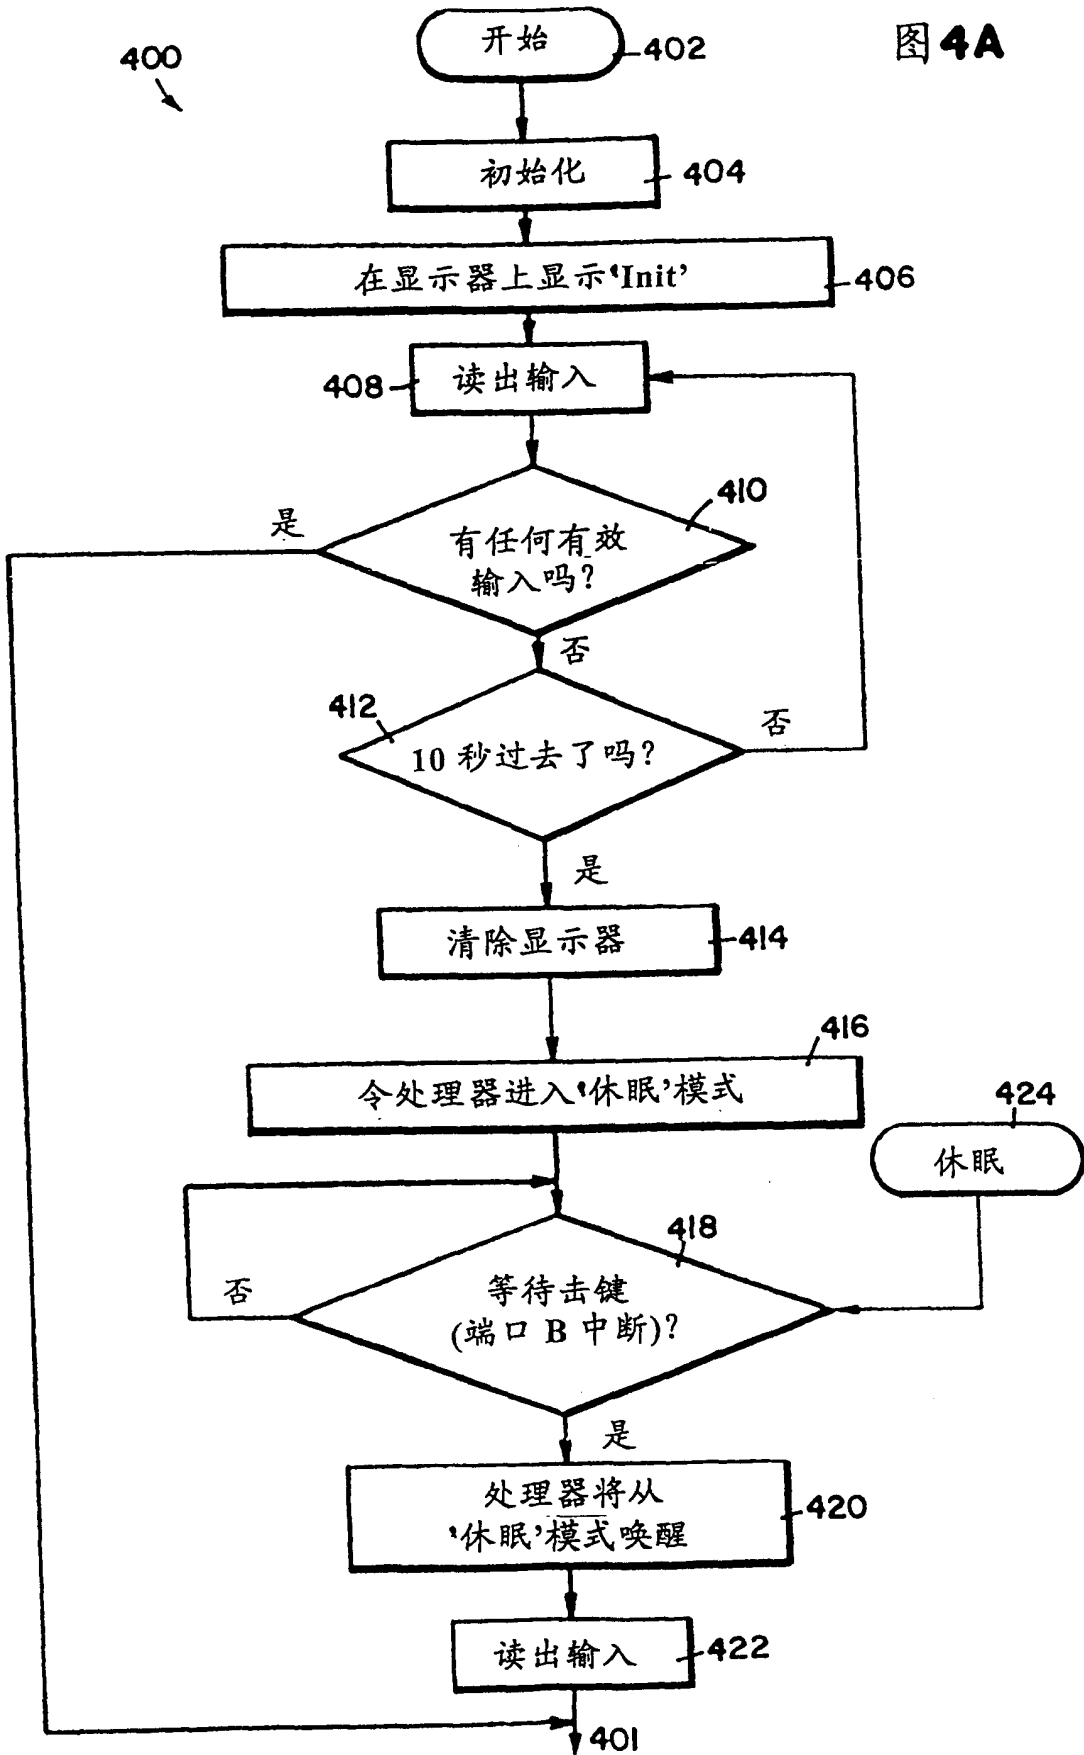 图4A
400
开始
402
初始化
404
在显示器上显示‘Init’
406
读出输入
408
410
是
有任何有效
输入吗?
否
412
否
10 秒过去了吗?
是
清除显示器
414
416
令处理器进入‘休眠’模式
424
休眠
418
否
等待击键
(端口 B 中断)?
是
处理器将从
‘休眠’模式唤醒
420
读出输入
422
401